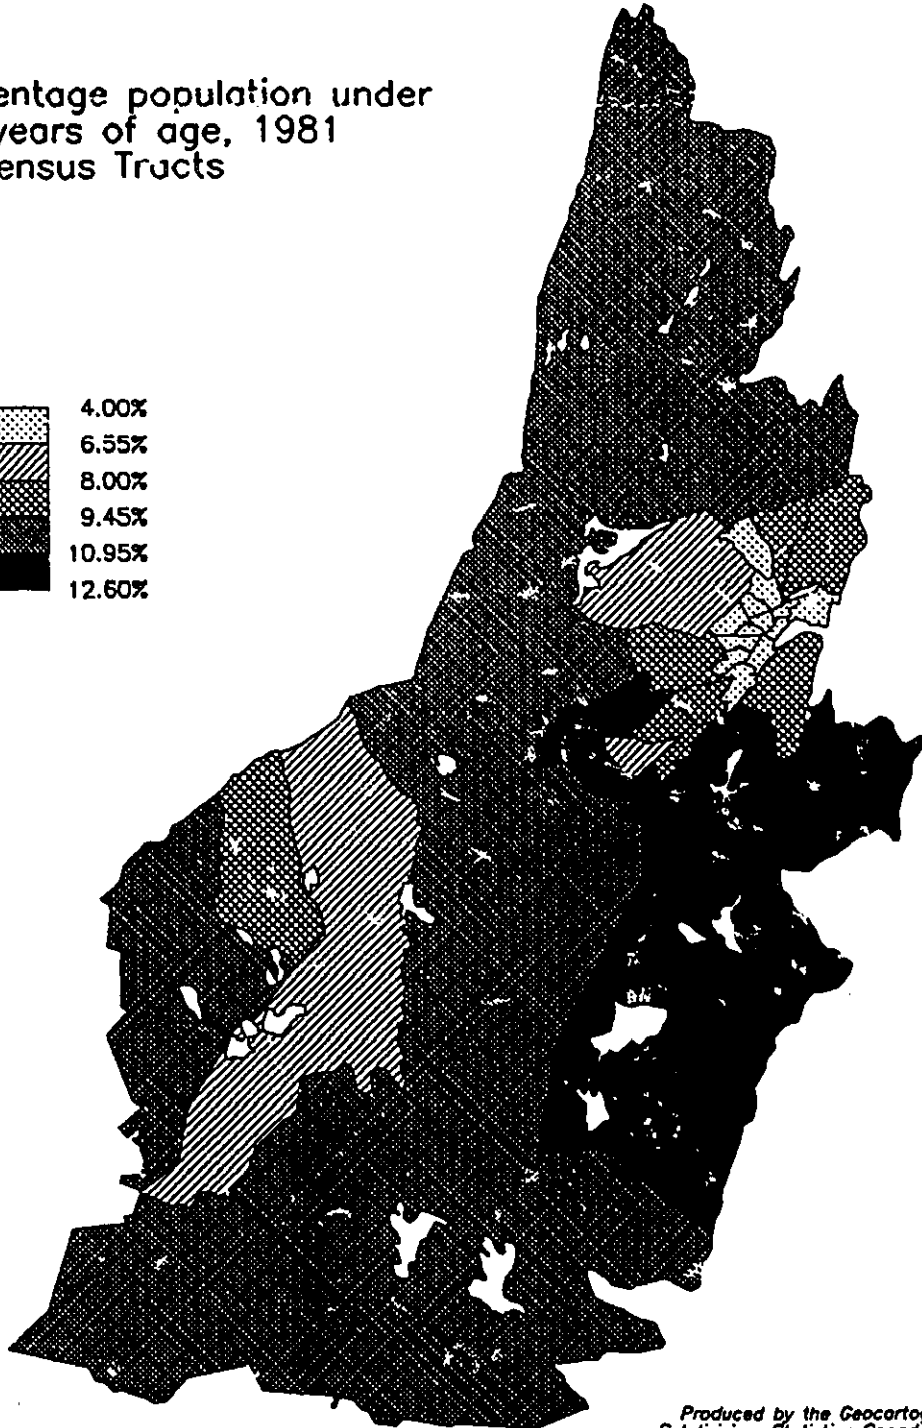 entage population under
years of age, 1981
ensus Tracts
4.00%
6.55%
8.00%
9.45%
10.95%
12.60%
Produced by the Geocarto